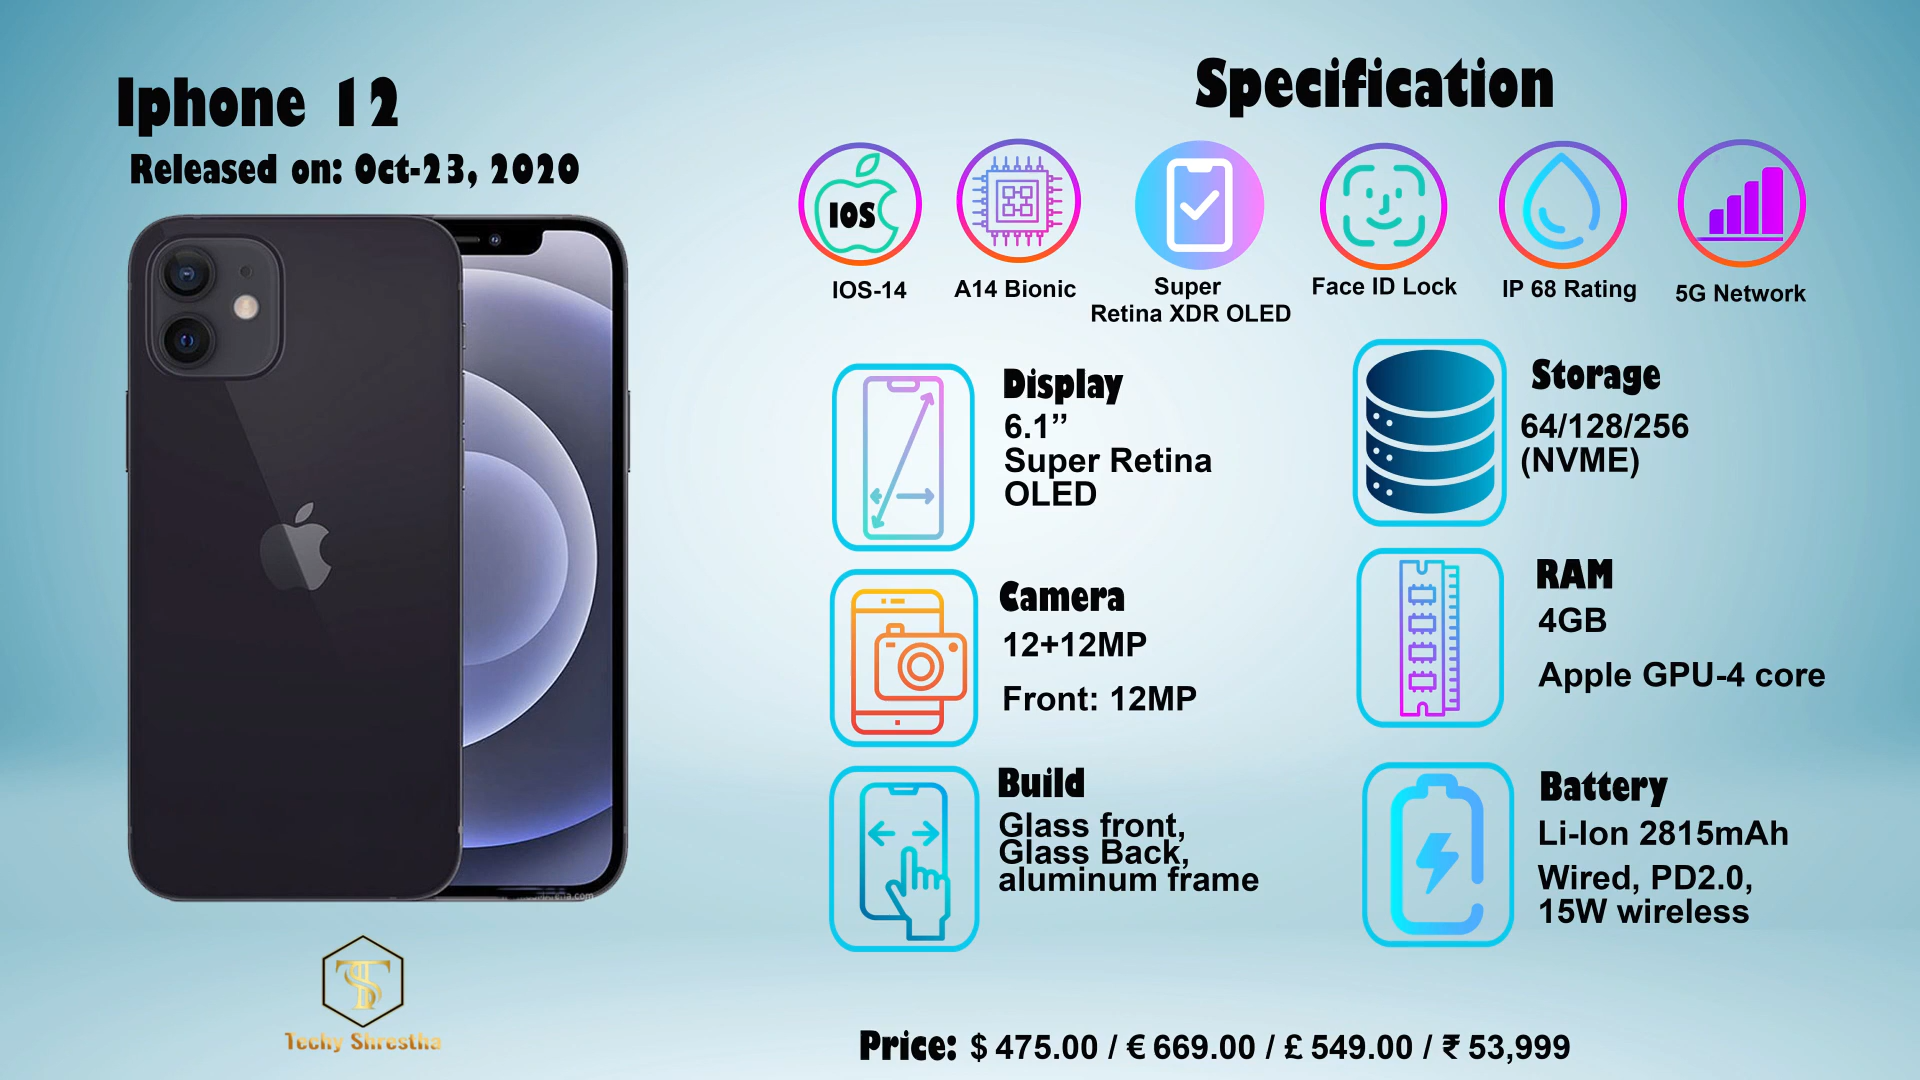 Iphone 12
Released on: Oct-23, 2020
Specification
IOS
IOS-14
A14 Bionic
Super
Retina XDR OLED
Face ID Lock
IP 68 Rating
5G Network
Display
6.1”
Super Retina
OLED
Storage
64/128/256
(NVME)
Camera
12+12MP
Front: 12MP
RAM
4GB
Apple GPU-4 core
Build
Glass front,
Glass Back,
aluminum frame
Battery
Li-Ion 2815mAh
Wired, PD2.0,
15W wireless
Techy Shrestha
Price: $ 475.00 / € 669.00 / £ 549.00 / ₹ 53,999